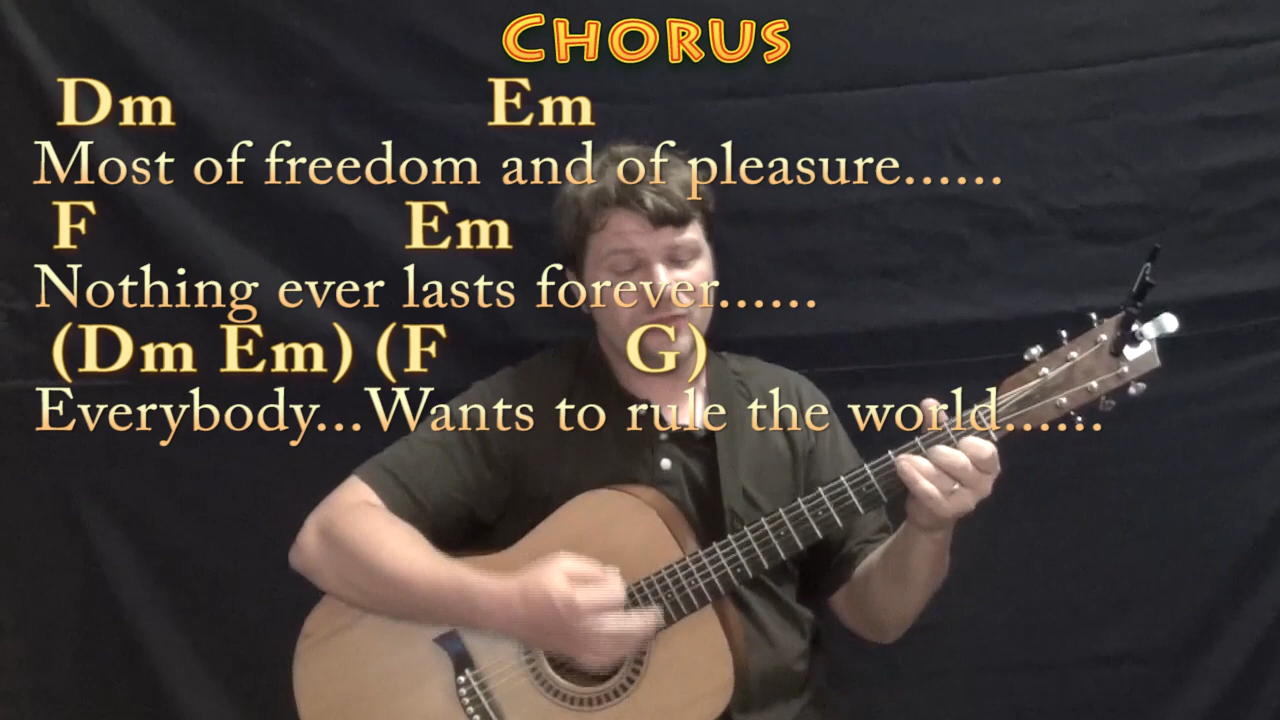 CHORUS
Dm Em
Most of freedom and of pleasure......
F Em
Nothing ever lasts forever......
(Dm Em) (F G)
Everybody...Wants to rule the world......